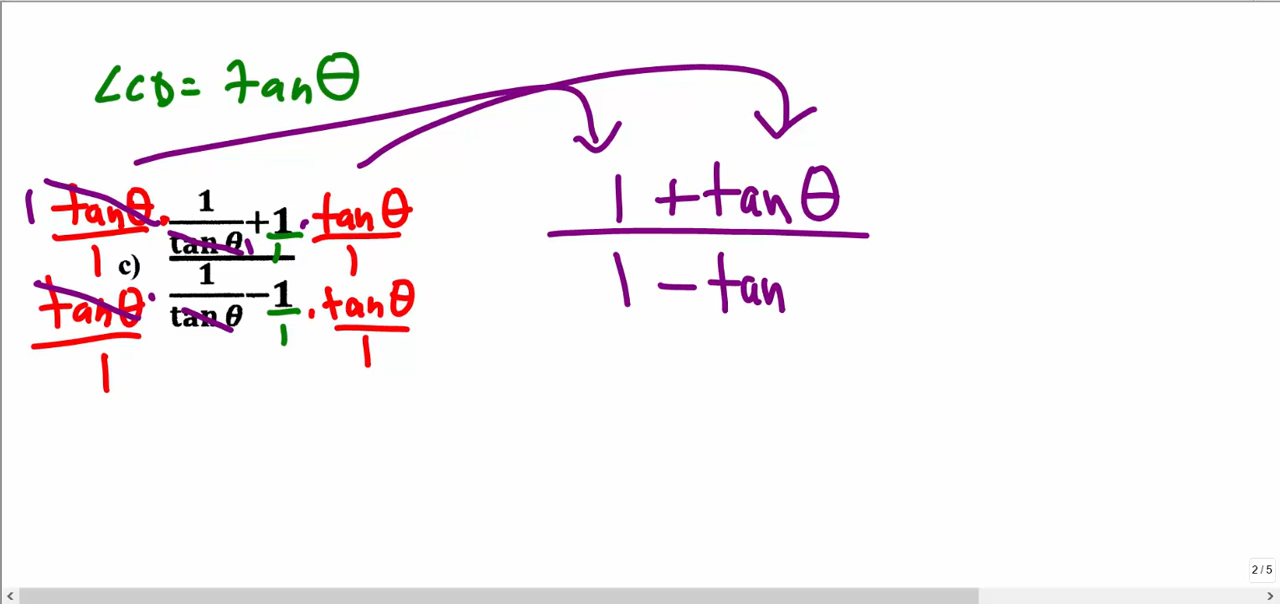 LCD = tanθ
1 tanθ/1 · 1/tanθ 1 + 1/1 · tanθ/1
c)
tanθ/1 · 1/tanθ − 1/1 · tanθ/1
1 + tanθ
1 − tan
2 / 5